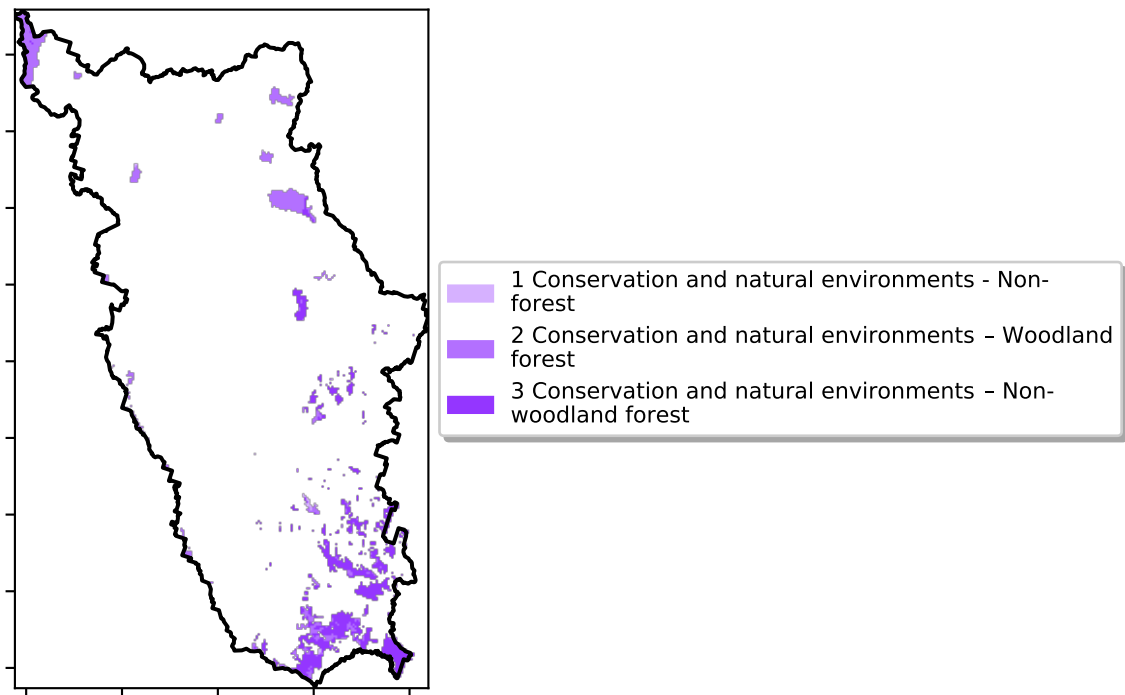 1 Conservation and natural environments - Non-
forest
2 Conservation and natural environments – Woodland
forest
3 Conservation and natural environments – Non-
woodland forest